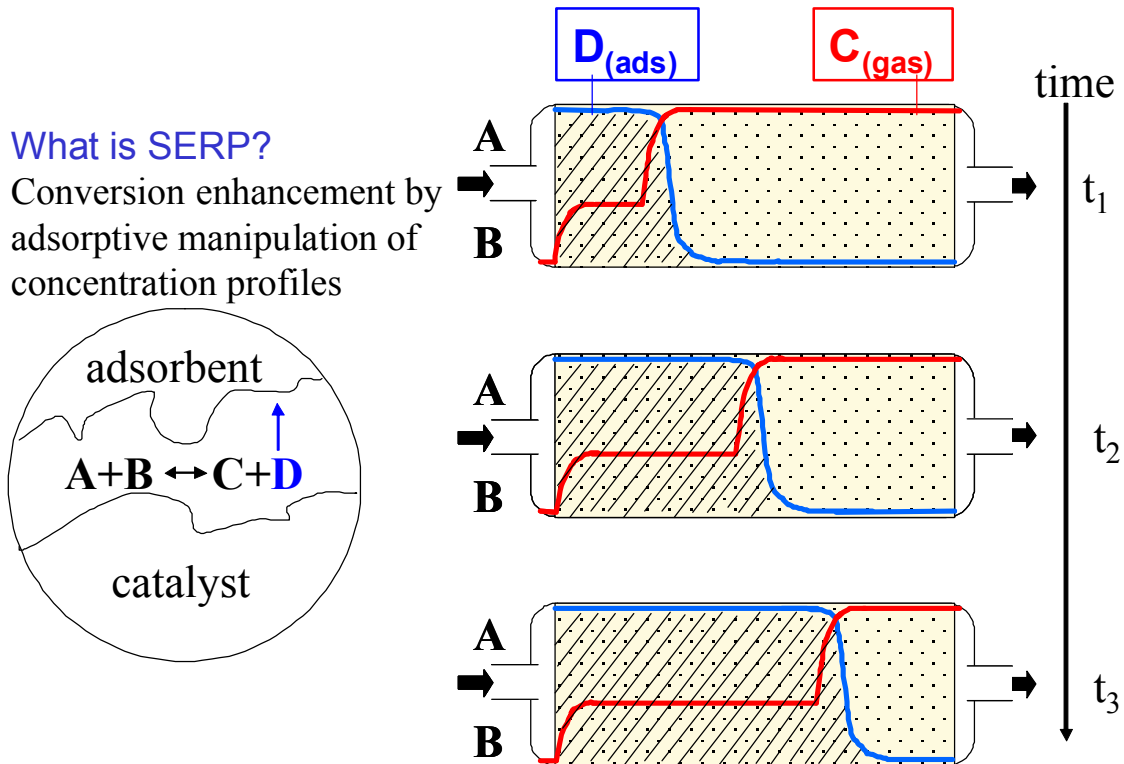 What is SERP?
Conversion enhancement by
adsorptive manipulation of
concentration profiles
adsorbent
A+B ↔ C+D
catalyst
D(ads)
C(gas)
time
A
B
t1
A
B
t2
A
B
t3